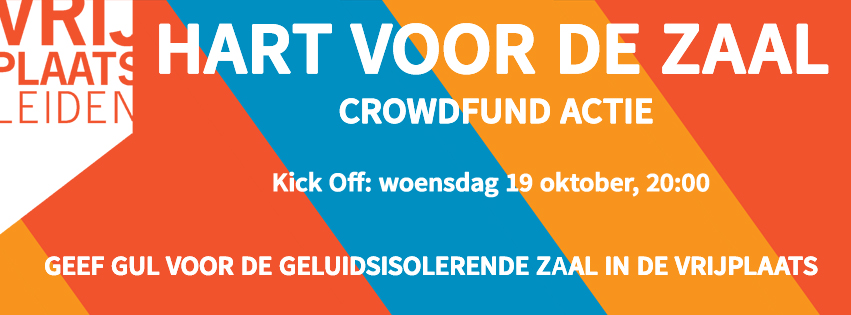 VRIJ
PLAATS
LEIDEN
HART VOOR DE ZAAL
CROWDFUND ACTIE
Kick Off: woensdag 19 oktober, 20:00
GEEF GUL VOOR DE GELUIDSISOLERENDE ZAAL IN DE VRIJPLAATS